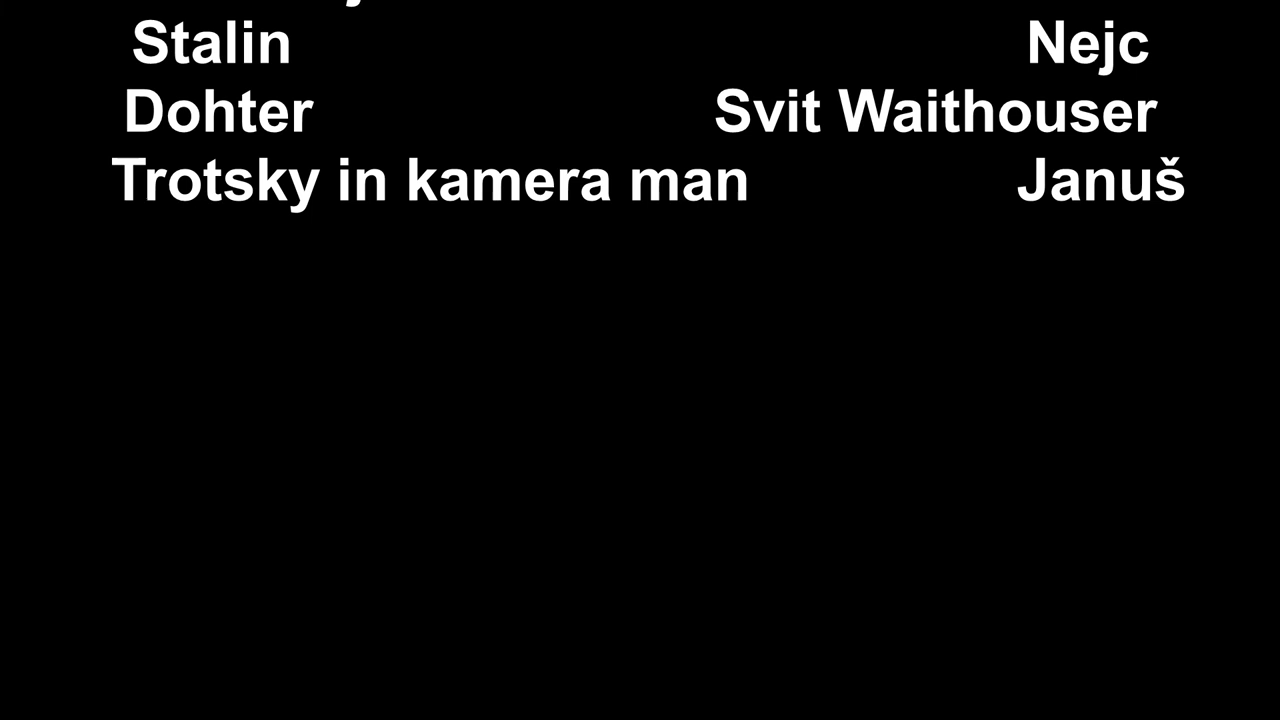 Stalin Nejc
Dohter Svit Waithouser
Trotsky in kamera man Januš